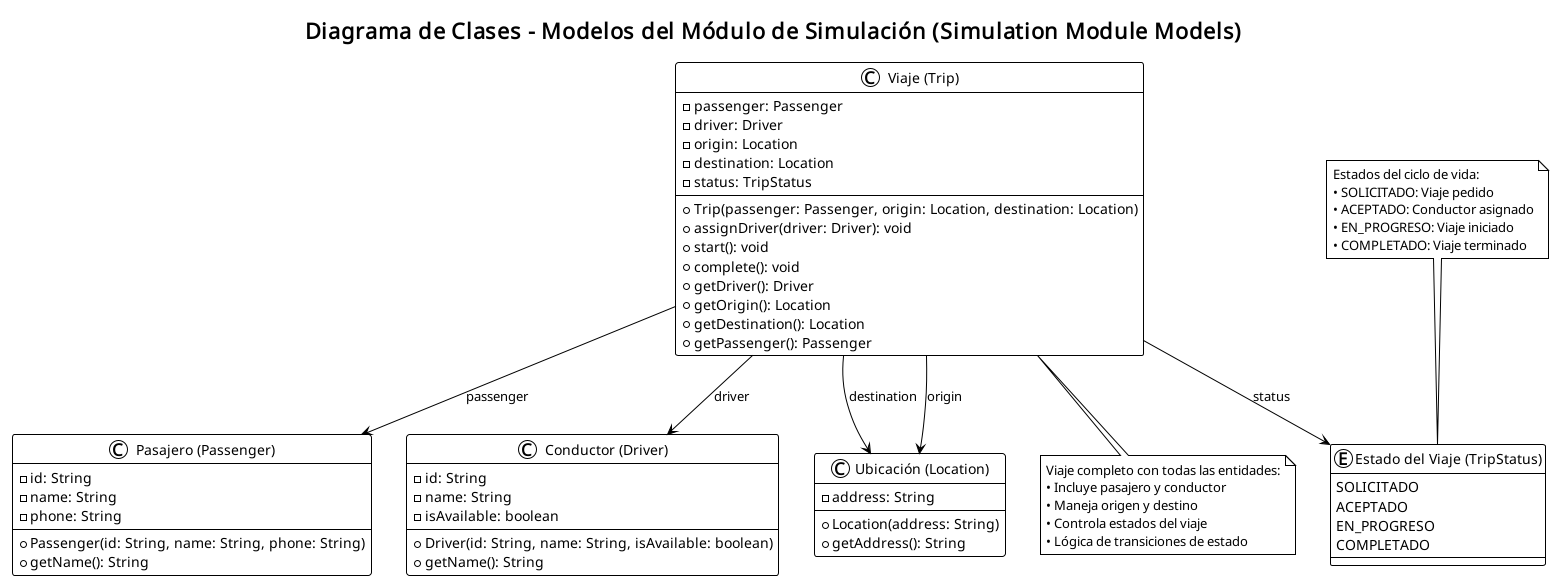 Diagrama de Clases - Modelos del Módulo de Simulación (Simulation Module Models)
C Viaje (Trip)
passenger: Passenger
driver: Driver
origin: Location
destination: Location
status: TripStatus
Trip(passenger: Passenger, origin: Location, destination: Location)
assignDriver(driver: Driver): void
start(): void
complete(): void
getDriver(): Driver
getOrigin(): Location
getDestination(): Location
getPassenger(): Passenger
Estados del ciclo de vida:
• SOLICITADO: Viaje pedido
• ACEPTADO: Conductor asignado
• EN_PROGRESO: Viaje iniciado
• COMPLETADO: Viaje terminado
passenger
driver
destination
origin
status
C Pasajero (Passenger)
id: String
name: String
phone: String
Passenger(id: String, name: String, phone: String)
getName(): String
C Conductor (Driver)
id: String
name: String
isAvailable: boolean
Driver(id: String, name: String, isAvailable: boolean)
getName(): String
C Ubicación (Location)
address: String
Location(address: String)
getAddress(): String
Viaje completo con todas las entidades:
• Incluye pasajero y conductor
• Maneja origen y destino
• Controla estados del viaje
• Lógica de transiciones de estado
E Estado del Viaje (TripStatus)
SOLICITADO
ACEPTADO
EN_PROGRESO
COMPLETADO